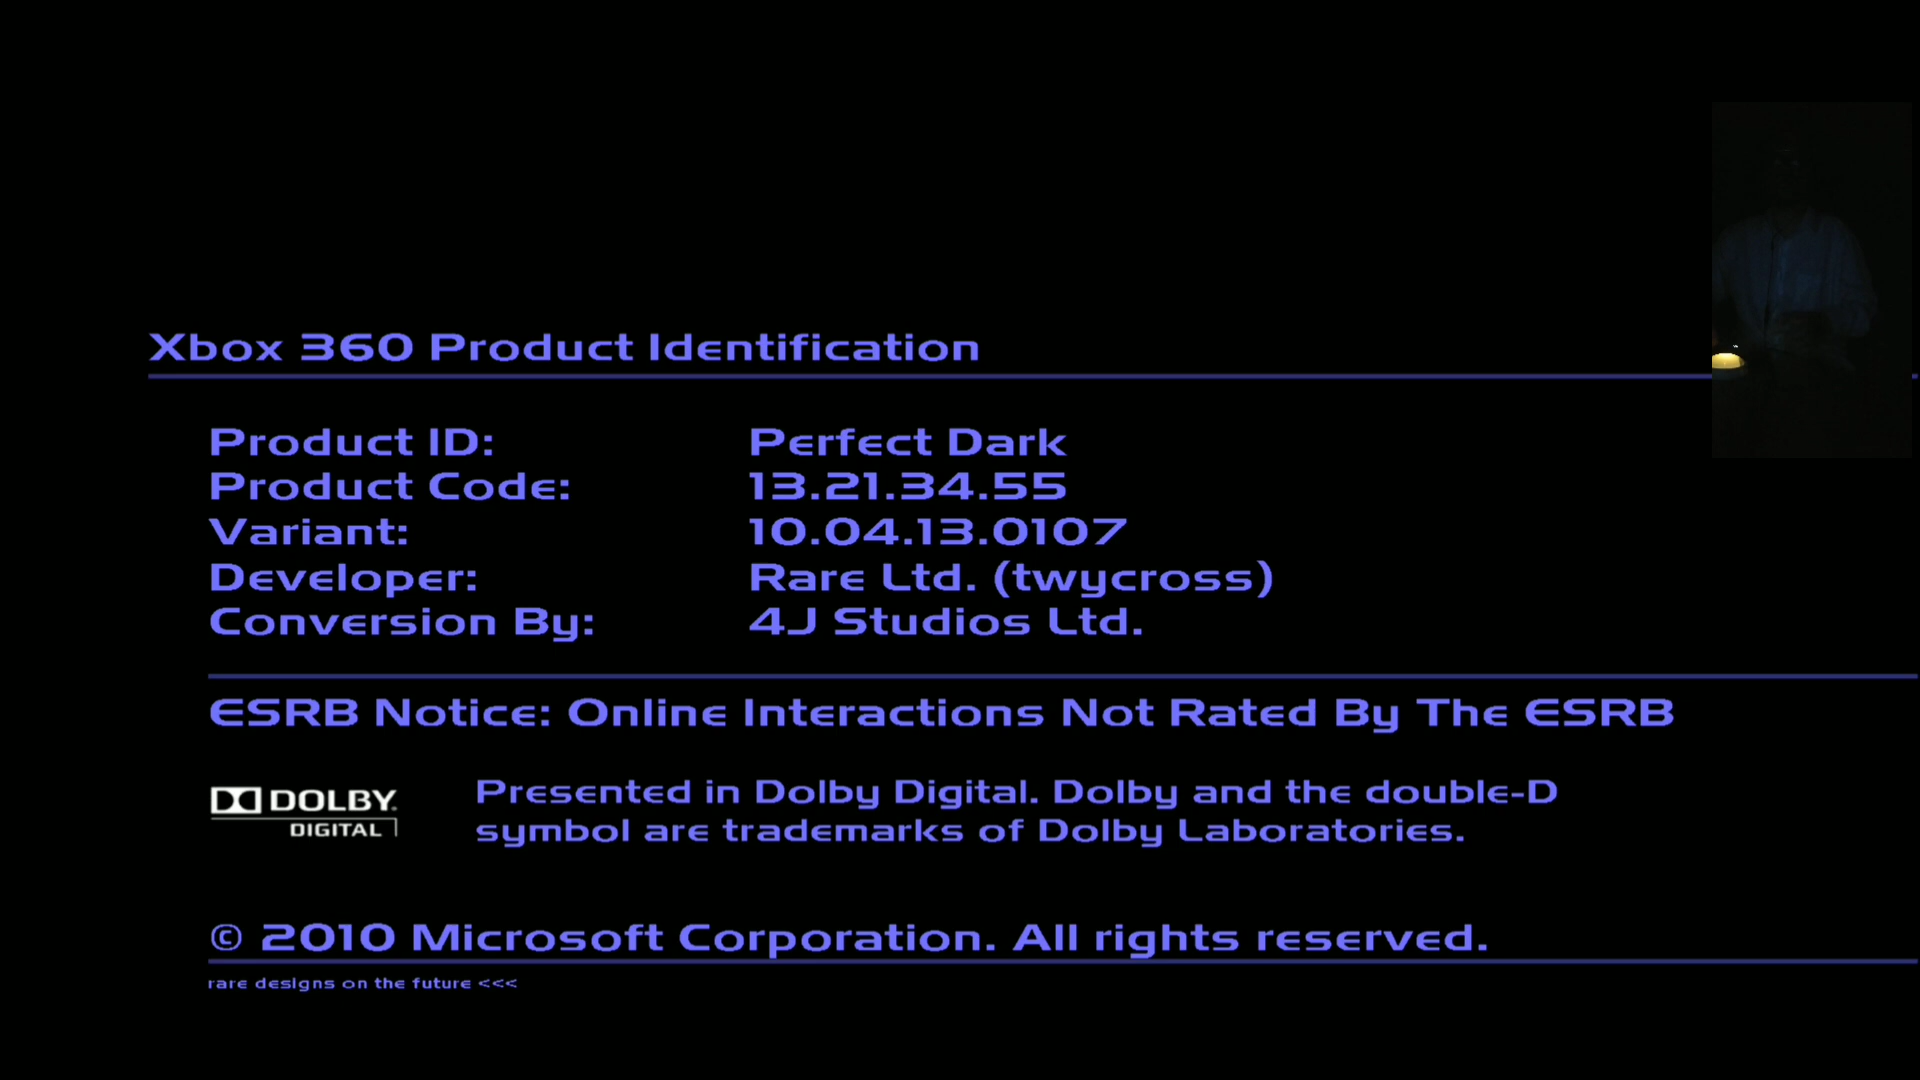 Xbox 360 Product Identification
Product ID: Perfect Dark
Product Code: 13.21.34.55
Variant: 10.04.13.0107
Developer: Rare Ltd. (twycross)
Conversion By: 4J Studios Ltd.
ESRB Notice: Online Interactions Not Rated By The ESRB
DOLBY
DIGITAL
Presented in Dolby Digital. Dolby and the double-D
symbol are trademarks of Dolby Laboratories.
© 2010 Microsoft Corporation. All rights reserved.
rare designs on the future <<<